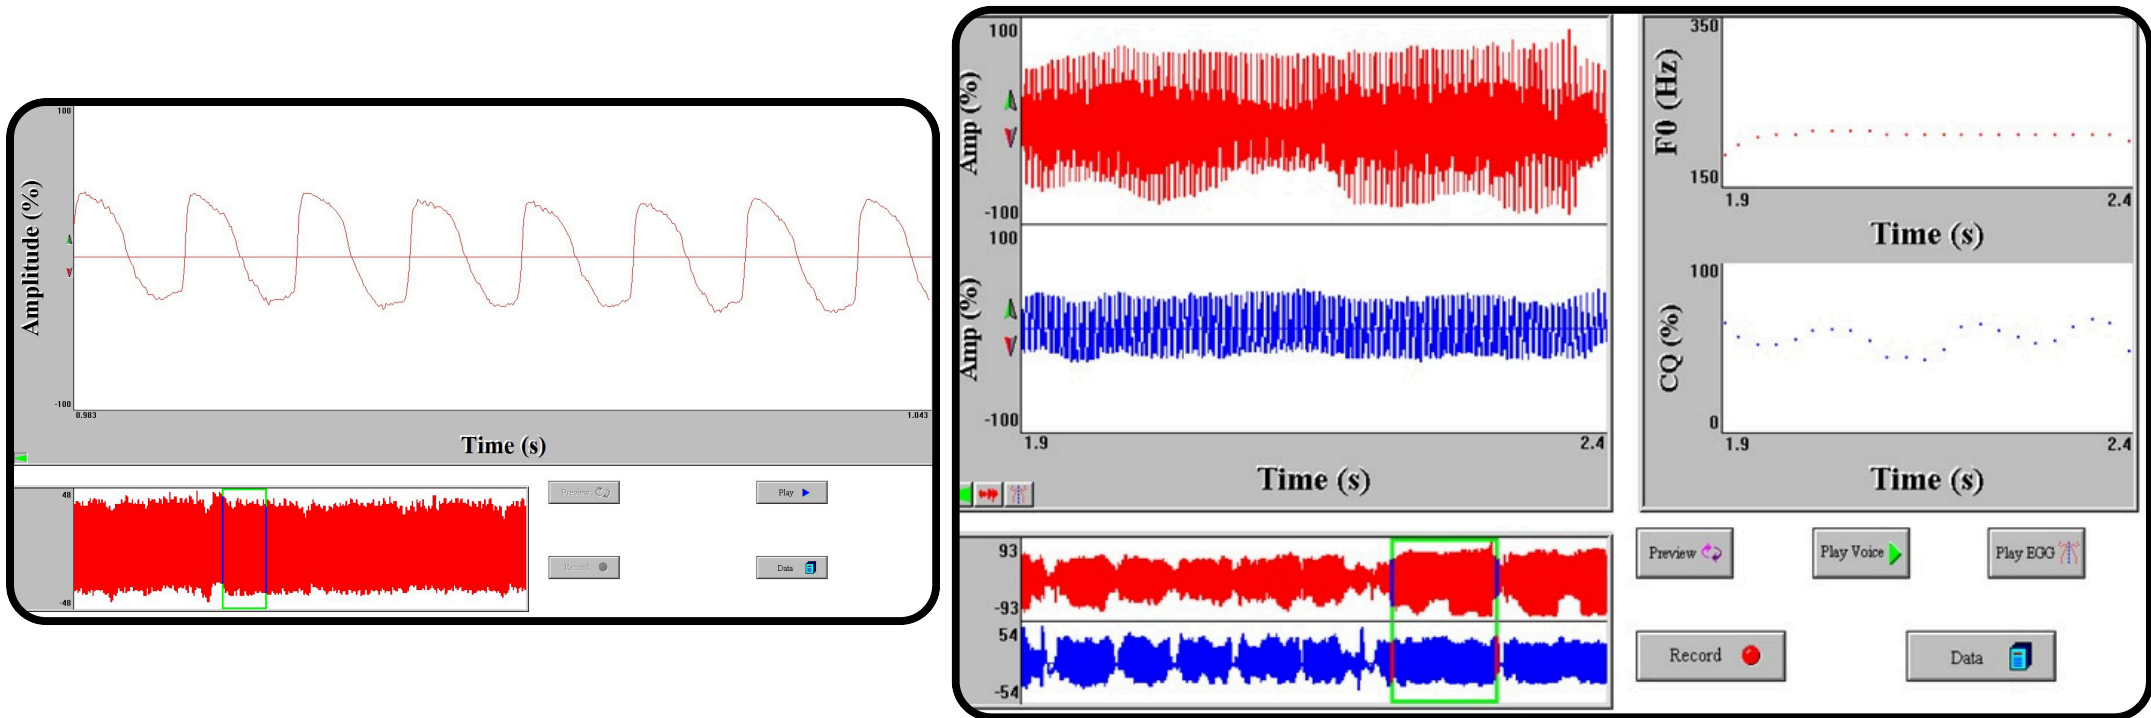 100
Amplitude (%)
-100
0.983
1.043
Time (s)
48
-48
Preview
Play
Record
Data
100
Amp (%)
-100
100
Amp (%)
-100
1.9
2.4
Time (s)
350
F0 (Hz)
150
1.9
2.4
Time (s)
100
CQ (%)
0
1.9
2.4
Time (s)
93
-93
54
-54
Preview
Play Voice
Play EGG
Record
Data